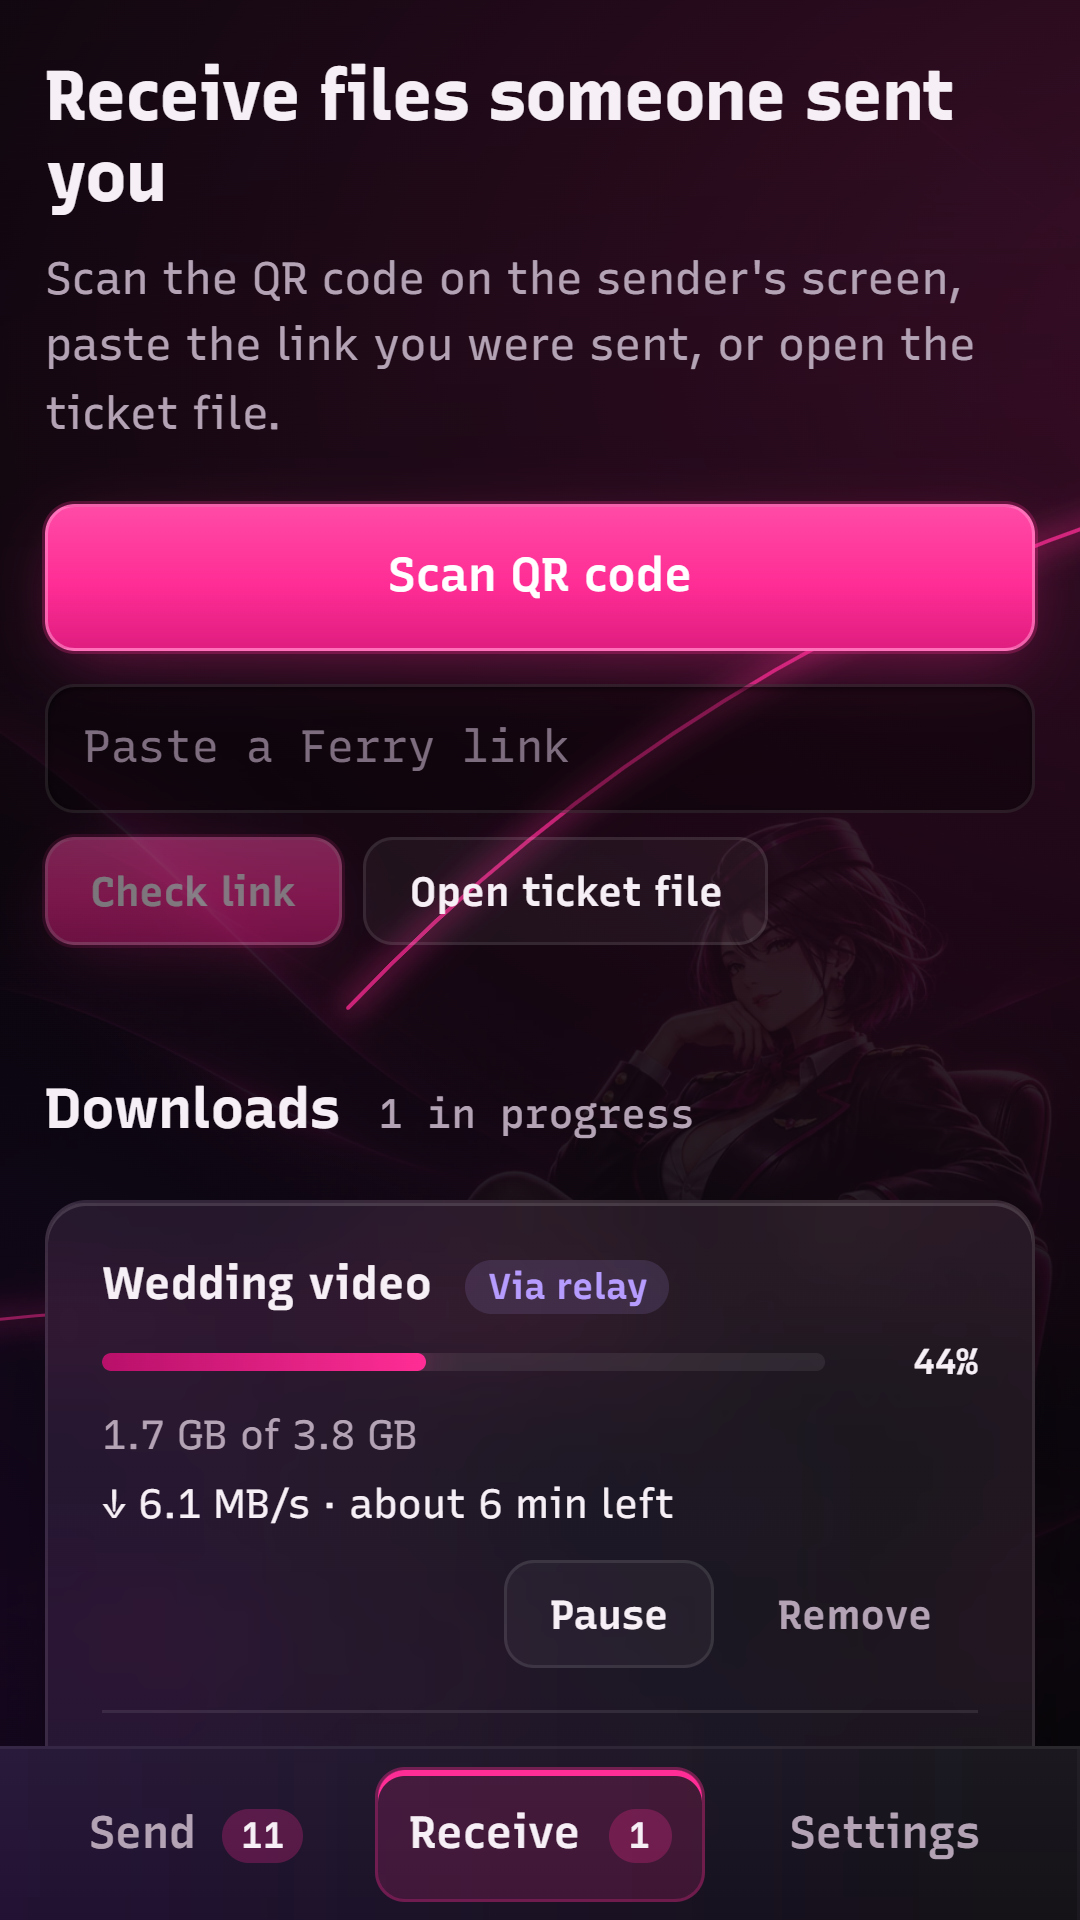 Receive files someone sent
you
Scan the QR code on the sender's screen,
paste the link you were sent, or open the
ticket file.
Scan QR code
Paste a Ferry link
Check link
Open ticket file
Downloads 1 in progress
Wedding video Via relay
44%
1.7 GB of 3.8 GB
↓ 6.1 MB/s · about 6 min left
Pause
Remove
Send 11
Receive 1
Settings